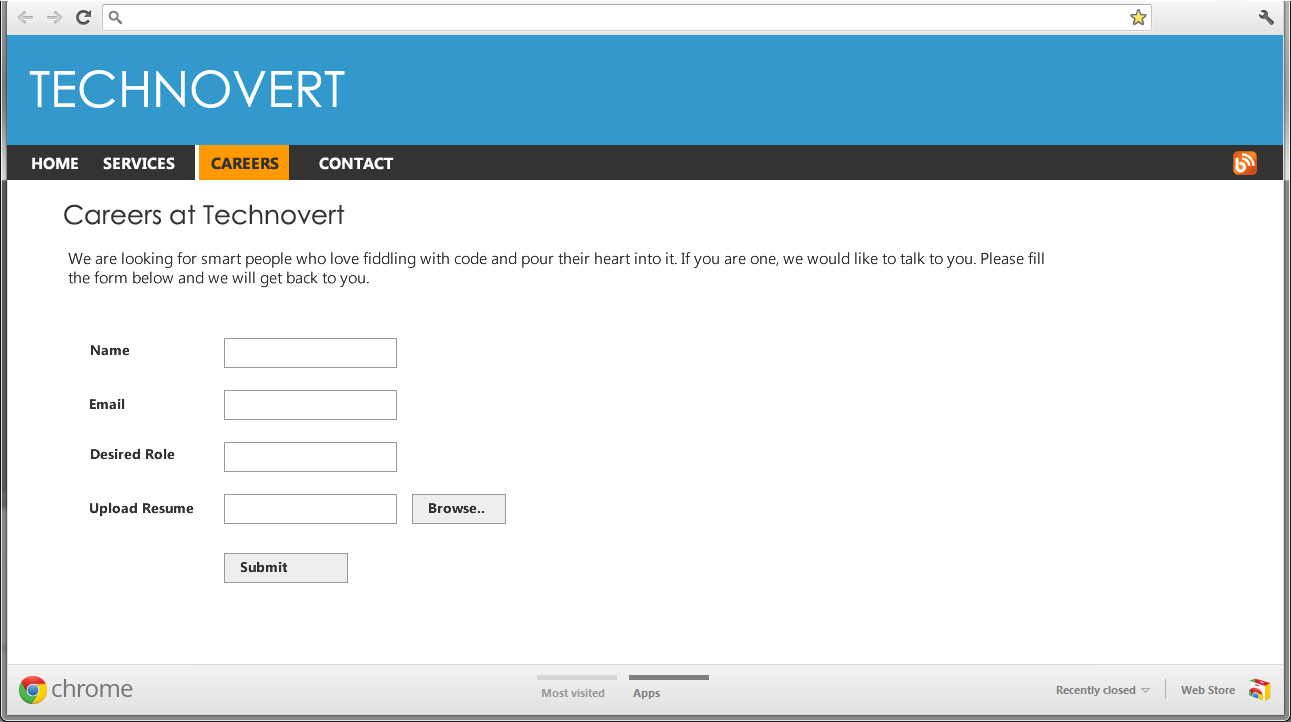 TECHNOVERT
HOME SERVICES CAREERS CONTACT
Careers at Technovert
We are looking for smart people who love fiddling with code and pour their heart into it. If you are one, we would like to talk to you. Please fill
the form below and we will get back to you.
Name
Email
Desired Role
Upload Resume Browse..
Submit
chrome Most visited Apps Recently closed Web Store